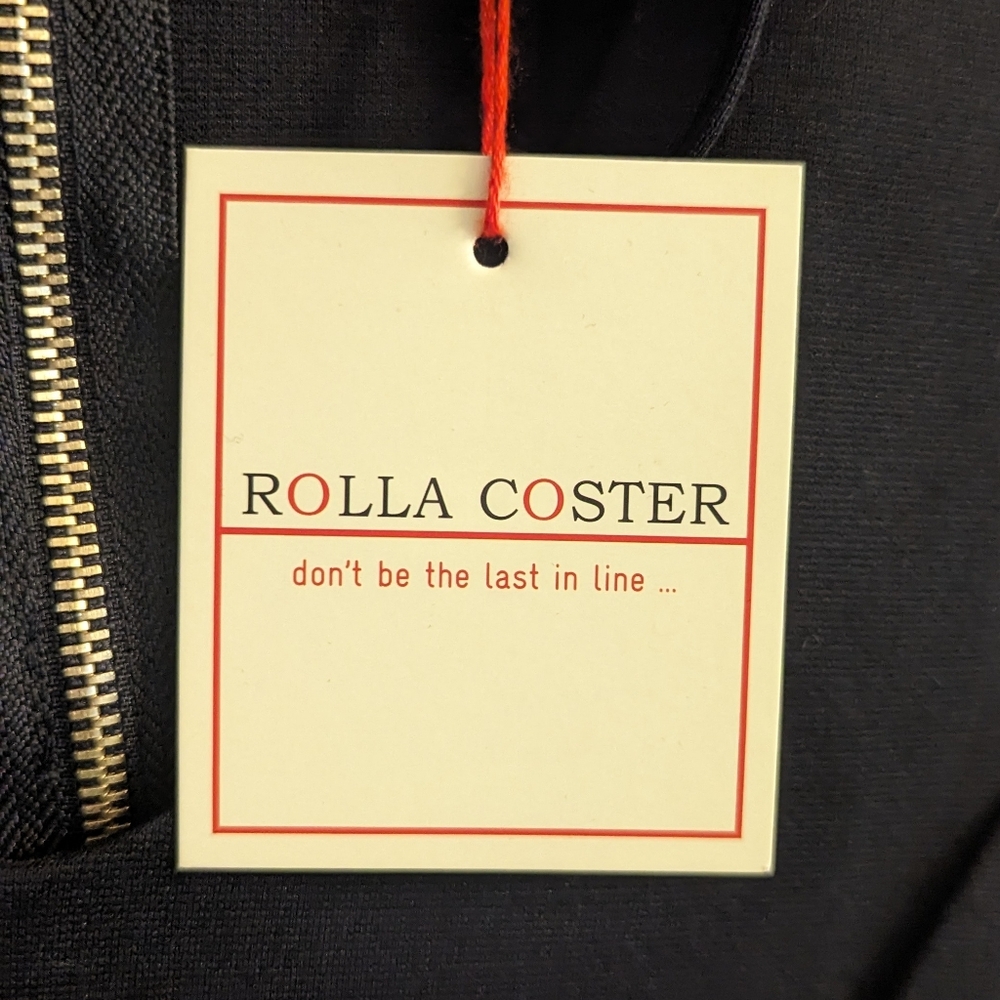 ROLLA COSTER
don't be the last in line ...